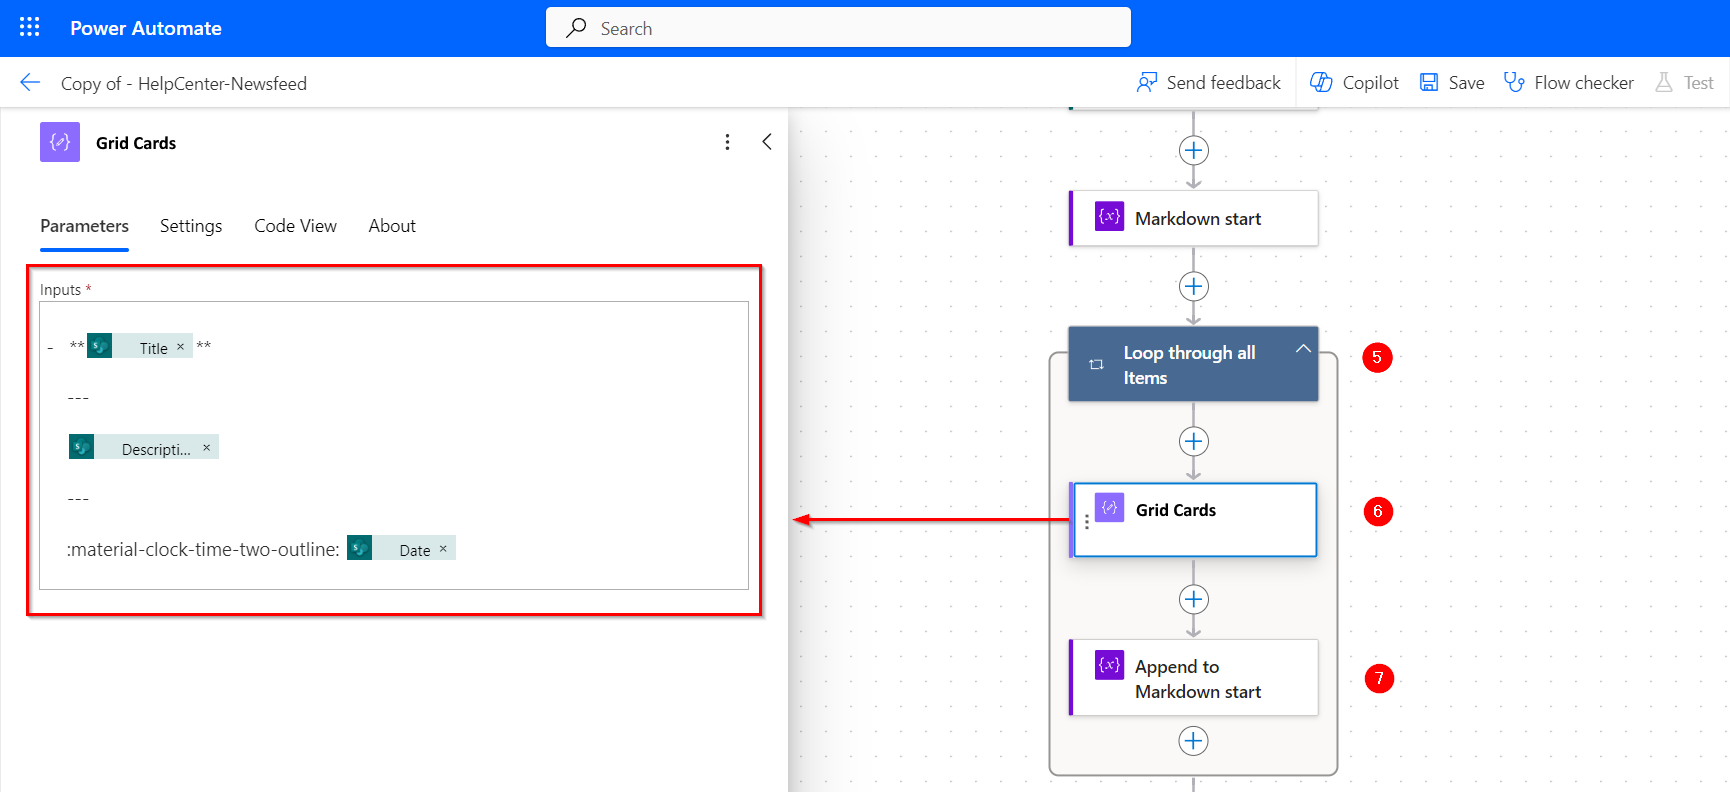 Power Automate
Search
Copy of - HelpCenter-Newsfeed
Send feedback
Copilot
Save
Flow checker
Test
Grid Cards
Parameters
Settings
Code View
About
Inputs *
- ** Title × **
---
Descripti... ×
---
:material-clock-time-two-outline: Date ×
{x} Markdown start
Loop through all
Items
5
Grid Cards
6
{x} Append to
Markdown start
7